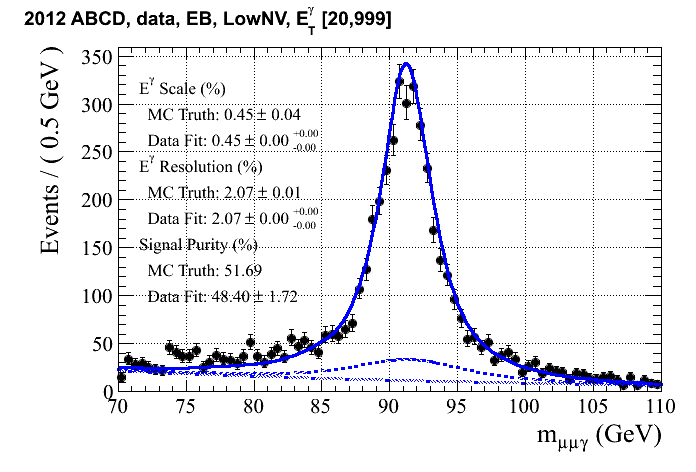 2012 ABCD, data, EB, LowNV, E_T^γ [20,999]
Events / ( 0.5 GeV )
350
300
250
200
150
100
50
0
E^γ Scale (%)
MC Truth: 0.45 ± 0.04
Data Fit: 0.45 ± 0.00 +0.00 -0.00
E^γ Resolution (%)
MC Truth: 2.07 ± 0.01
Data Fit: 2.07 ± 0.00 +0.00 -0.00
Signal Purity (%)
MC Truth: 51.69
Data Fit: 48.40 ± 1.72
70 75 80 85 90 95 100 105 110
m_μμγ (GeV)